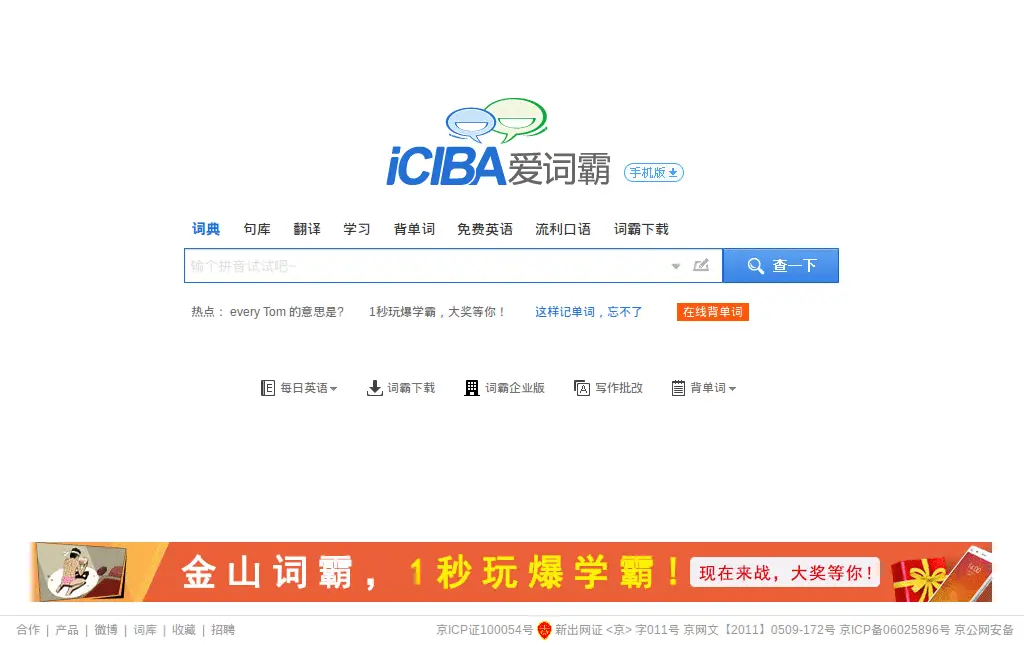 iCIBA爱词霸 手机版
词典 句库 翻译 学习 背单词 免费英语 流利口语 词霸下载
输个拼音试试吧~ 查一下
热点： every Tom 的意思是? 1秒玩爆学霸，大奖等你！ 这样记单词，忘不了 在线背单词
E 每日英语 词霸下载 词霸企业版 A 写作批改 背单词
金山词霸，1秒玩爆学霸！ 现在来战，大奖等你!
合作 | 产品 | 微博 | 词库 | 收藏 | 招聘 京ICP证100054号 新出网证 <京> 字011号 京网文【2011】0509-172号 京ICP备06025896号 京公网安备